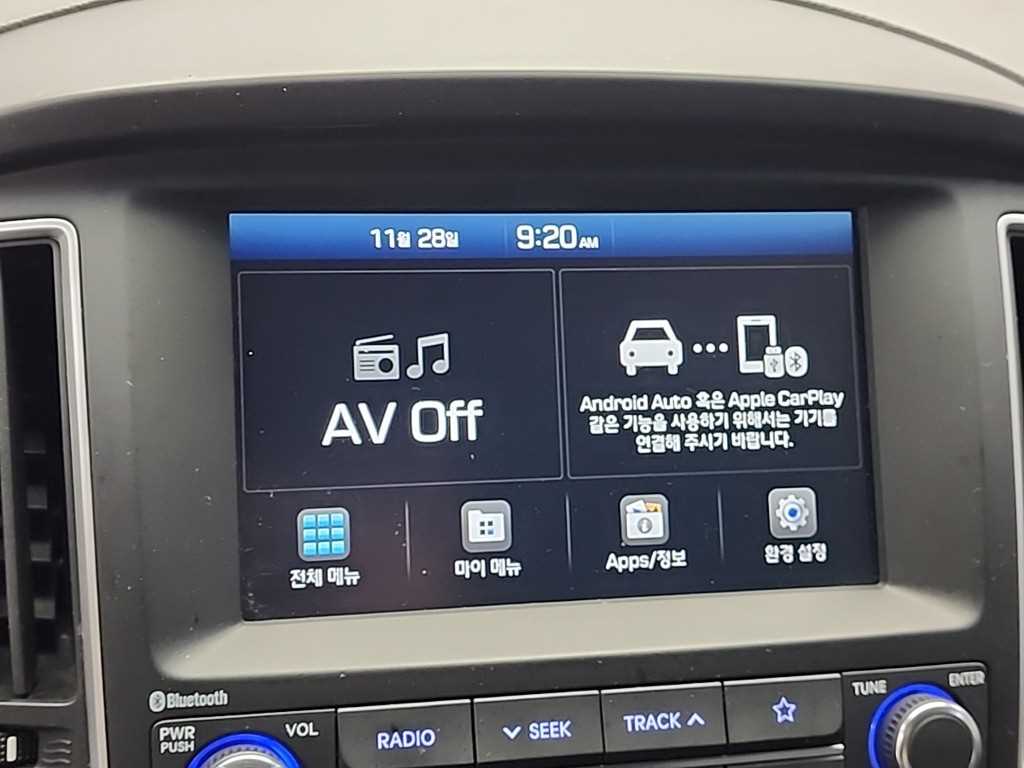 11월 28일 9:20 AM
AV Off
Android Auto 혹은 Apple CarPlay
같은 기능을 사용하기 위해서는 기기를
연결해 주시기 바랍니다.
전체 메뉴
마이 메뉴
Apps/정보
환경 설정
Bluetooth
PWR
PUSH
VOL
RADIO
SEEK
TRACK
TUNE
ENTER